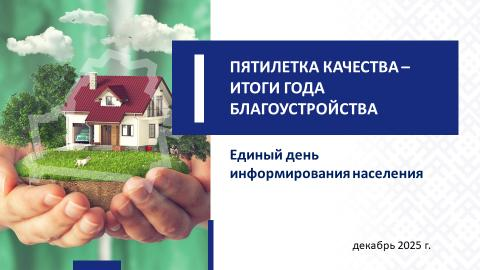 ПЯТИЛЕТКА КАЧЕСТВА –
ИТОГИ ГОДА
БЛАГОУСТРОЙСТВА
Единый день
информирования населения
декабрь 2025 г.